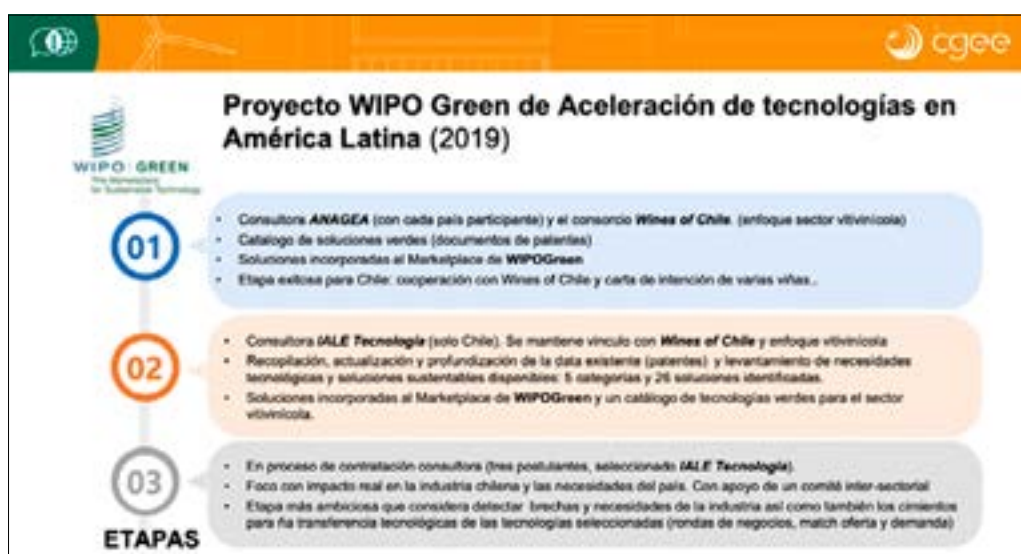 cgee
Proyecto WIPO Green de Aceleración de tecnologías en
América Latina (2019)
WIPO GREEN
The Marketplace
for Sustainable Technology
01
• Consultora ANAGEA (con cada país participante) y el consorcio Wines of Chile. (enfoque sector vitivinícola)
• Catalogo de soluciones verdes (documentos de patentes)
• Soluciones incorporadas al Marketplace de WIPOGreen
• Etapa exitosa para Chile: cooperación con Wines of Chile y carta de intención de varias viñas..
02
• Consultora IALE Tecnología (solo Chile). Se mantiene vinculo con Wines of Chile y enfoque vitivinícola
• Recopilación, actualización y profundización de la data existente (patentes) y levantamiento de necesidades
tecnológicas y soluciones sustentables disponibles: 5 categorías y 26 soluciones identificadas.
• Soluciones incorporadas al Marketplace de WIPOGreen y un catálogo de tecnologías verdes para el sector
vitivinícola.
03
• En proceso de contratación consultora (tres postulantes, seleccionado IALE Tecnología).
• Foco con impacto real en la industria chilena y las necesidades del país. Con apoyo de un comité inter-sectorial
• Etapa más ambiciosa que considera detectar brechas y necesidades de la industria así como también los cimientos
para ña transferencia tecnológicas de las tecnologías seleccionadas (rondas de negocios, match oferta y demanda)
ETAPAS